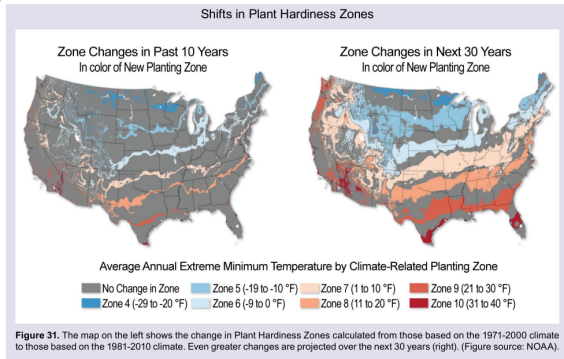 Shifts in Plant Hardiness Zones
Zone Changes in Past 10 Years
In color of New Planting Zone
Zone Changes in Next 30 Years
In color of New Planting Zone
Average Annual Extreme Minimum Temperature by Climate-Related Planting Zone
No Change in Zone
Zone 5 (-19 to -10 °F)
Zone 7 (1 to 10 °F)
Zone 9 (21 to 30 °F)
Zone 4 (-29 to -20 °F)
Zone 6 (-9 to 0 °F)
Zone 8 (11 to 20 °F)
Zone 10 (31 to 40 °F)
Figure 31. The map on the left shows the change in Plant Hardiness Zones calculated from those based on the 1971-2000 climate
to those based on the 1981-2010 climate. Even greater changes are projected over the next 30 years (right). (Figure source: NOAA).